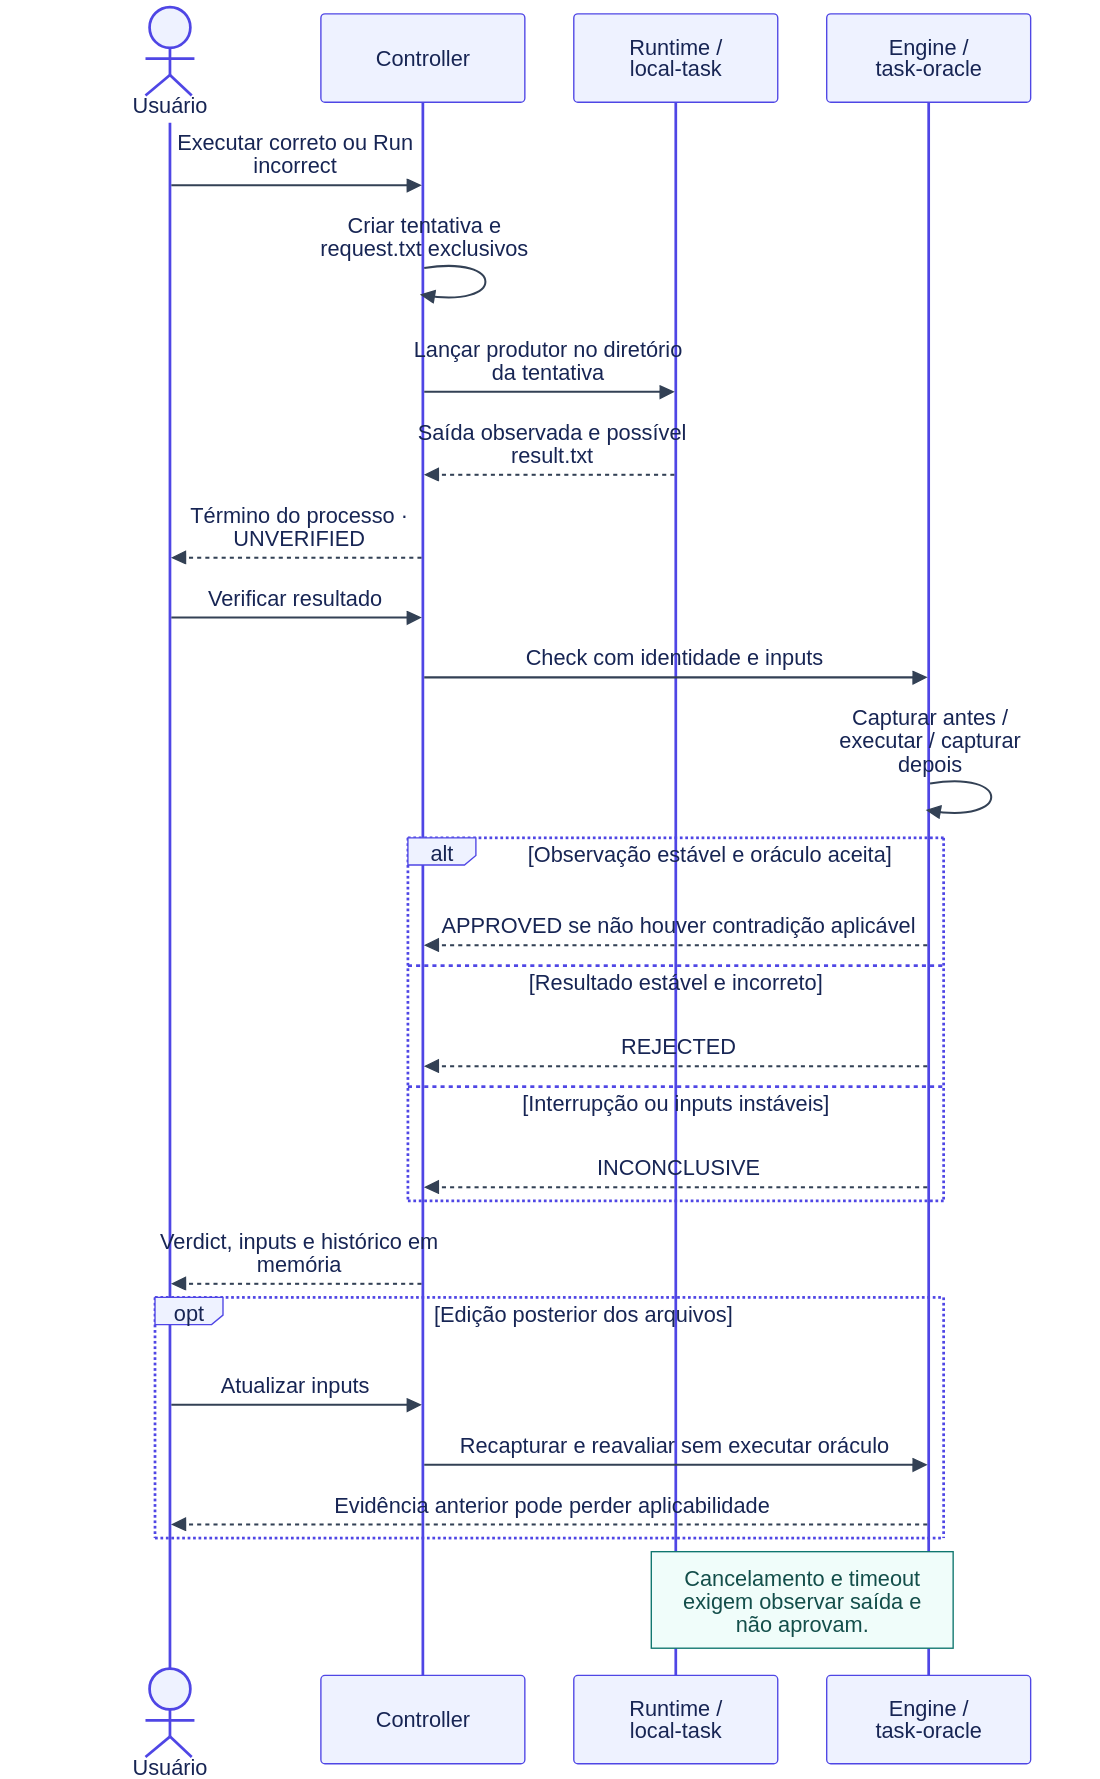 Usuário
Controller
Runtime /
local-task
Engine /
task-oracle
Executar correto ou Run
incorrect
Criar tentativa e
request.txt exclusivos
Lançar produtor no diretório
da tentativa
Saída observada e possível
result.txt
Término do processo ·
UNVERIFIED
Verificar resultado
Check com identidade e inputs
Capturar antes /
executar / capturar
depois
alt
[Observação estável e oráculo aceita]
APPROVED se não houver contradição aplicável
[Resultado estável e incorreto]
REJECTED
[Interrupção ou inputs instáveis]
INCONCLUSIVE
Verdict, inputs e histórico em
memória
opt
[Edição posterior dos arquivos]
Atualizar inputs
Recapturar e reavaliar sem executar oráculo
Evidência anterior pode perder aplicabilidade
Cancelamento e timeout
exigem observar saída e
não aprovam.
Usuário
Controller
Runtime /
local-task
Engine /
task-oracle